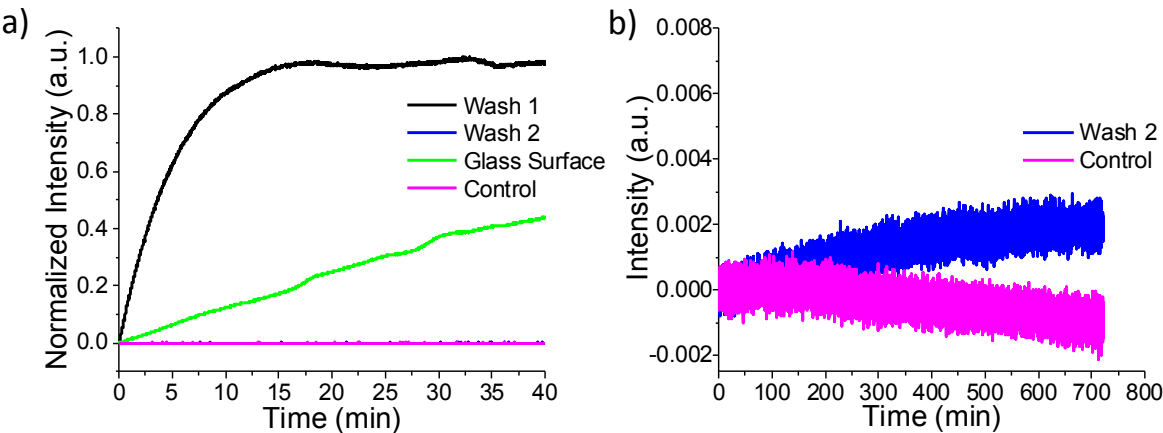 a)
Normalized Intensity (a.u.)
1.0
0.8
0.6
0.4
0.2
0.0
Wash 1
Wash 2
Glass Surface
Control
0 5 10 15 20 25 30 35 40
Time (min)
b)
Intensity (a.u.)
0.008
0.006
0.004
0.002
0.000
-0.002
Wash 2
Control
0 100 200 300 400 500 600 700 800
Time (min)